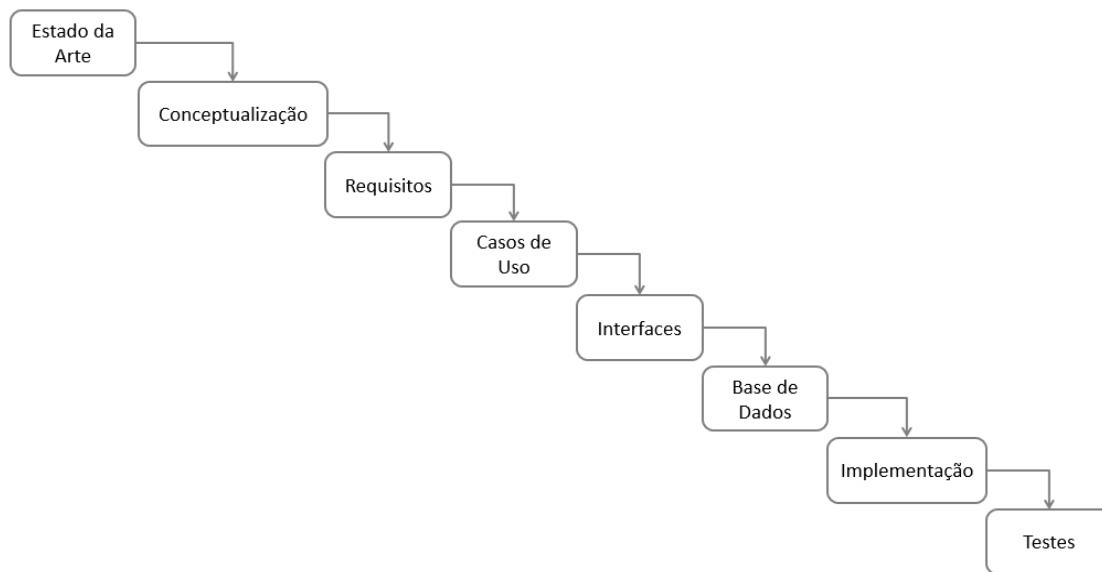 Estado da
Arte
Conceptualização
Requisitos
Casos de
Uso
Interfaces
Base de
Dados
Implementação
Testes